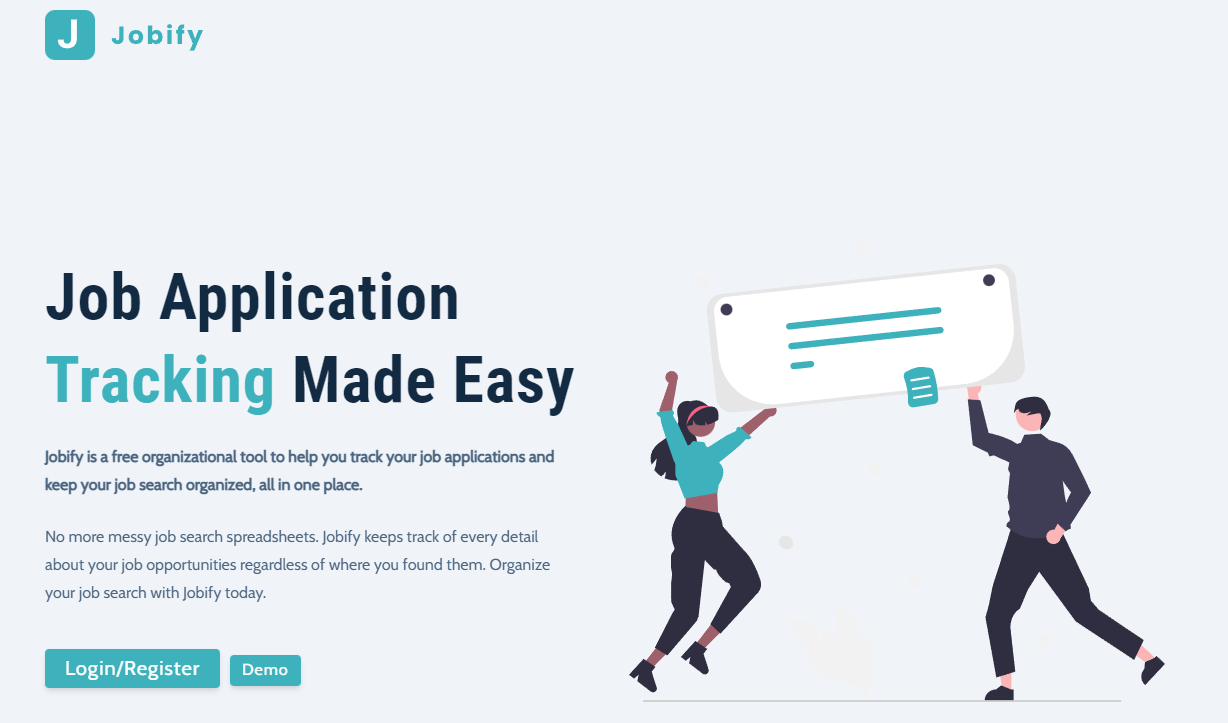 J Jobify
Job Application
Tracking Made Easy
Jobify is a free organizational tool to help you track your job applications and
keep your job search organized, all in one place.
No more messy job search spreadsheets. Jobify keeps track of every detail
about your job opportunities regardless of where you found them. Organize
your job search with Jobify today.
Login/Register Demo